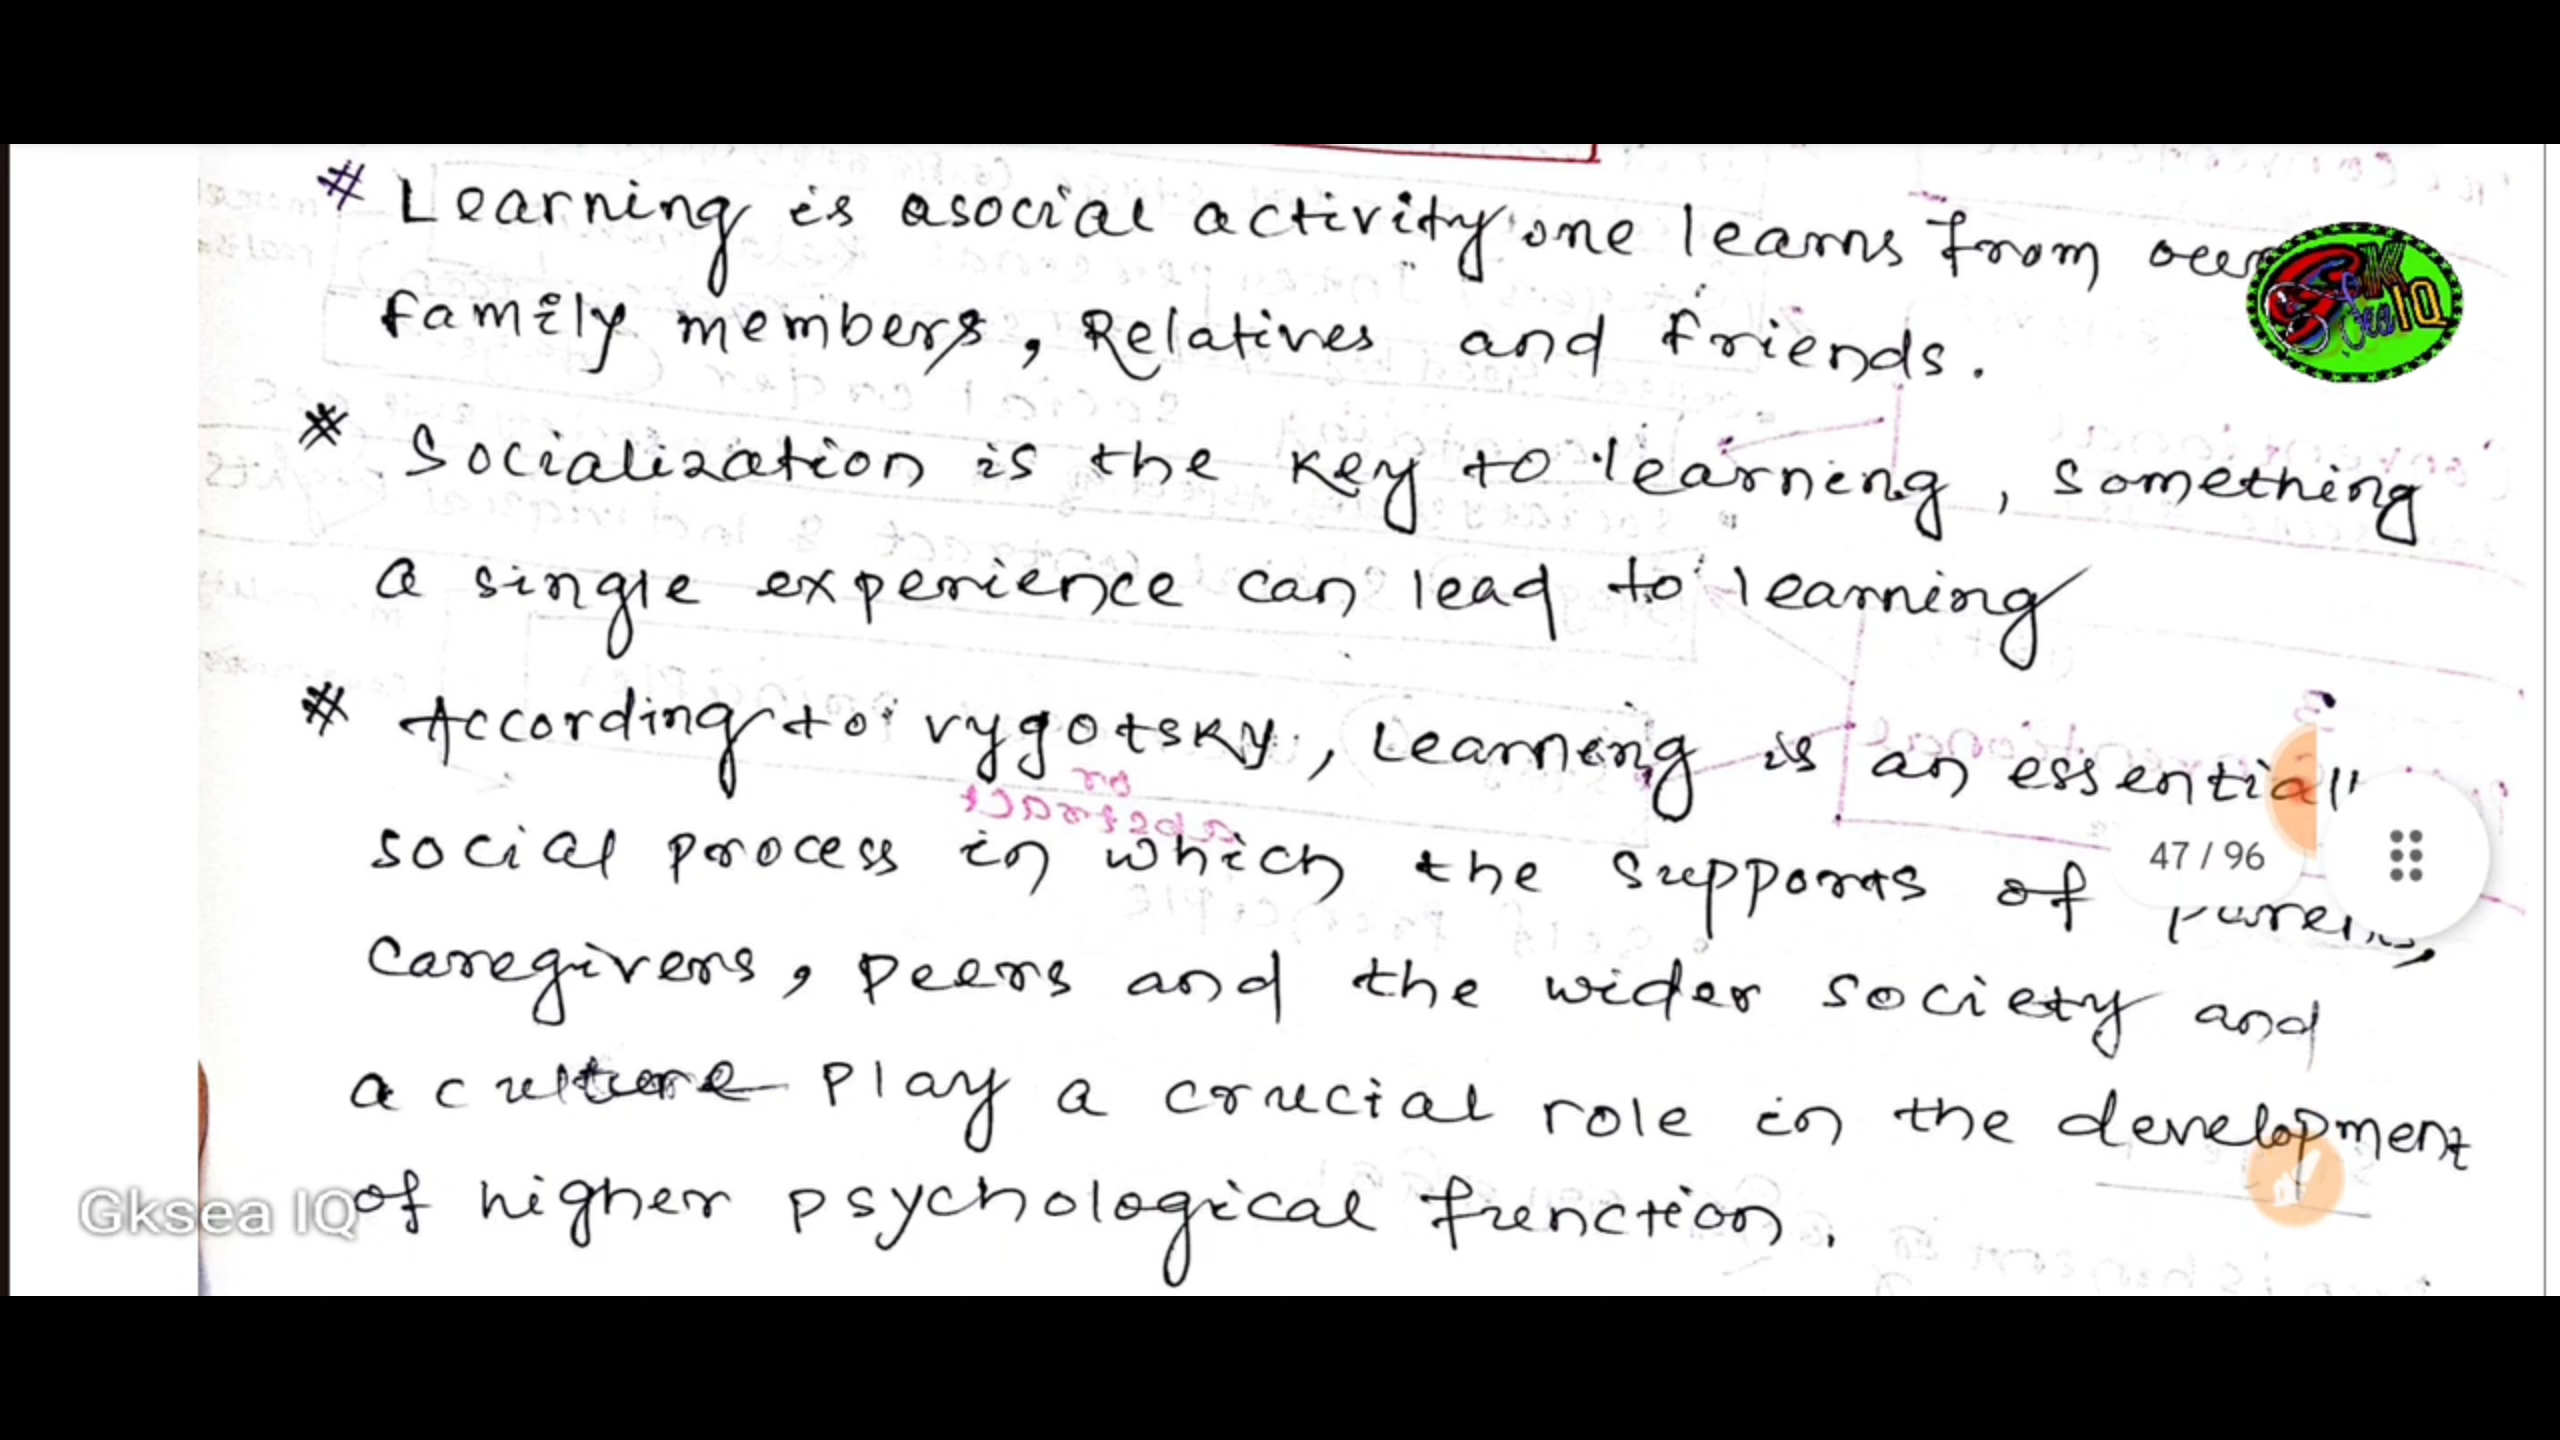 # Learning is asocial activity one learns from our
family members, Relatives and friends.
# Socialization is the key to learning, something
a single experience can lead to learning
# According to vygotsky, Learning is an essential
social process in which the supports of
47 / 96
caregivers, peers and the wider society and
a culture play a crucial role in the development
of higher psychological function.
Gksea IQ